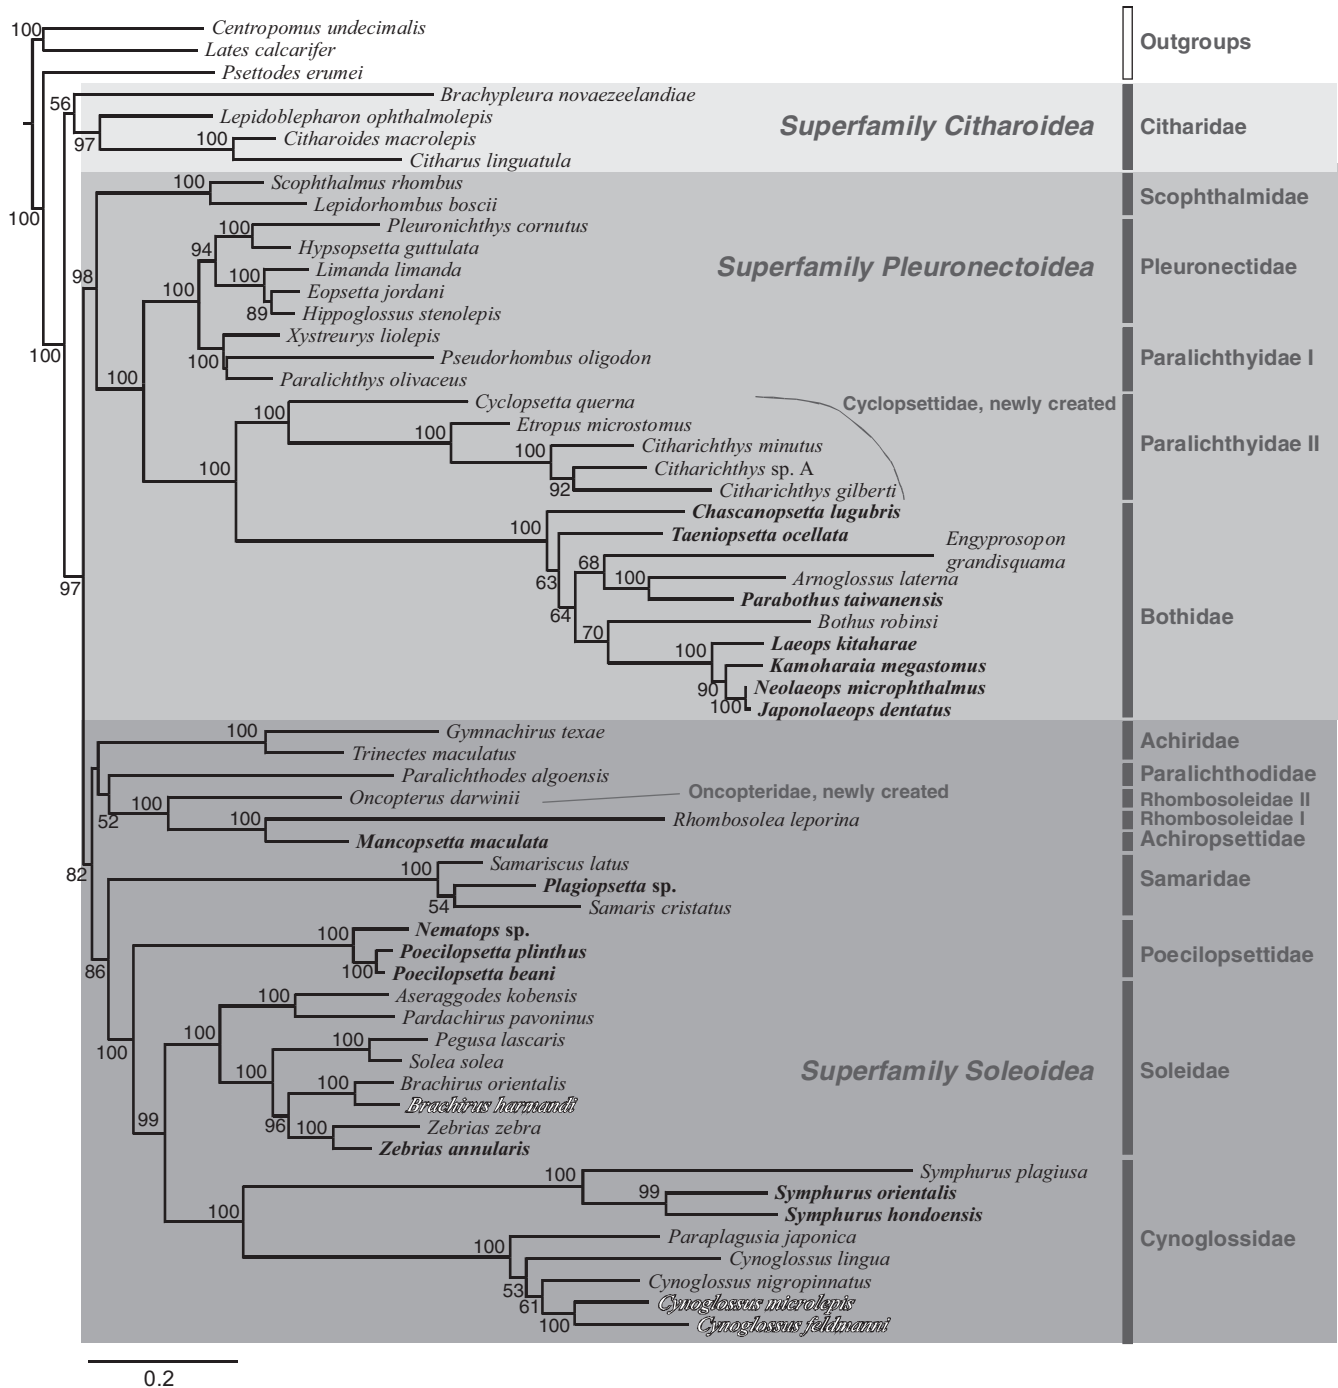 100
Centropomus undecimalis
Lates calcarifer
Outgroups
Psettodes erumei
56
Brachypleura novaezeelandiae
Lepidoblepharon ophthalmolepis
Superfamily Citharoidea
Citharidae
97
100
Citharoides macrolepis
Citharus linguatula
100
Scophthalmus rhombus
Scophthalmidae
Lepidorhombus boscii
100
100
Pleuronichthys cornutus
94
Hypsopsetta guttulata
98
100
Limanda limanda
Superfamily Pleuronectoidea
Pleuronectidae
100
Eopsetta jordani
89
Hippoglossus stenolepis
Xystreurys liolepis
100
100
Pseudorhombus oligodon
Paralichthyidae I
100
Paralichthys olivaceus
100
Cyclopsetta querna
Cyclopsettidae, newly created
100
Etropus microstomus
100
Citharichthys minutus
Paralichthyidae II
100
Citharichthys sp. A
92
Citharichthys gilberti
100
Chascanopsetta lugubris
Taeniopsetta ocellata
Engyprosopon
grandisquama
97
63
68
100
Arnoglossus laterna
Parabothus taiwanensis
64
Bothus robinsi
Bothidae
70
100
Laeops kitaharae
Kamoharaia megastomus
90
Neolaeops microphthalmus
100
Japonolaeops dentatus
100
Gymnachirus texae
Achiridae
Trinectes maculatus
Paralichthodes algoensis
Paralichthodidae
100
Oncopterus darwinii
Oncopteridae, newly created
Rhombosoleidae II
52
100
Rhombosolea leporina
Rhombosoleidae I
Mancopsetta maculata
Achiropsettidae
82
100
Samariscus latus
Plagiopsetta sp.
Samaridae
54
Samaris cristatus
100
Nematops sp.
Poecilopsetta plinthus
Poecilopsettidae
86
100
Poecilopsetta beani
100
Aseraggodes kobensis
Pardachirus pavoninus
100
100
100
Pegusa lascaris
Solea solea
100
Superfamily Soleoidea
Soleidae
100
Brachirus orientalis
Brachirus harmandi
99
96
100
Zebrias zebra
Zebrias annularis
100
Symphurus plagiusa
99
Symphurus orientalis
100
Symphurus hondoensis
100
Paraplagusia japonica
Cynoglossidae
Cynoglossus lingua
53
Cynoglossus nigropinnatus
61
Cynoglossus microlepis
100
Cynoglossus feldmanni
0.2